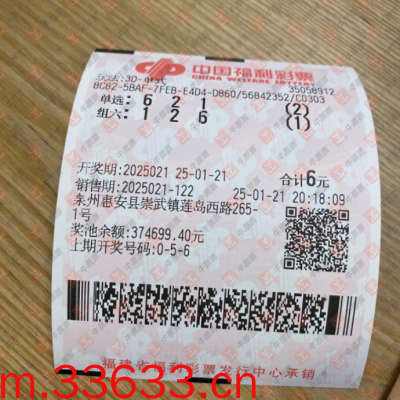 中国福利彩票
CHINA WELFARE LOTTERY
玩法:3D-单式
35058912
8C82-5BAF-7FEB-E4D4-D860/56842352/C0303
单选: 6 2 1 (2)
组六: 1 2 6 (1)
开奖期:2025021 25-01-21 合计6元
销售期:2025021-122 25-01-21 20:18:09
泉州惠安县崇武镇莲岛西路265-
1号
奖池余额:374699.40元
上期开奖号码:0-5-6
福建省福利彩票发行中心承销
m.33633.cn